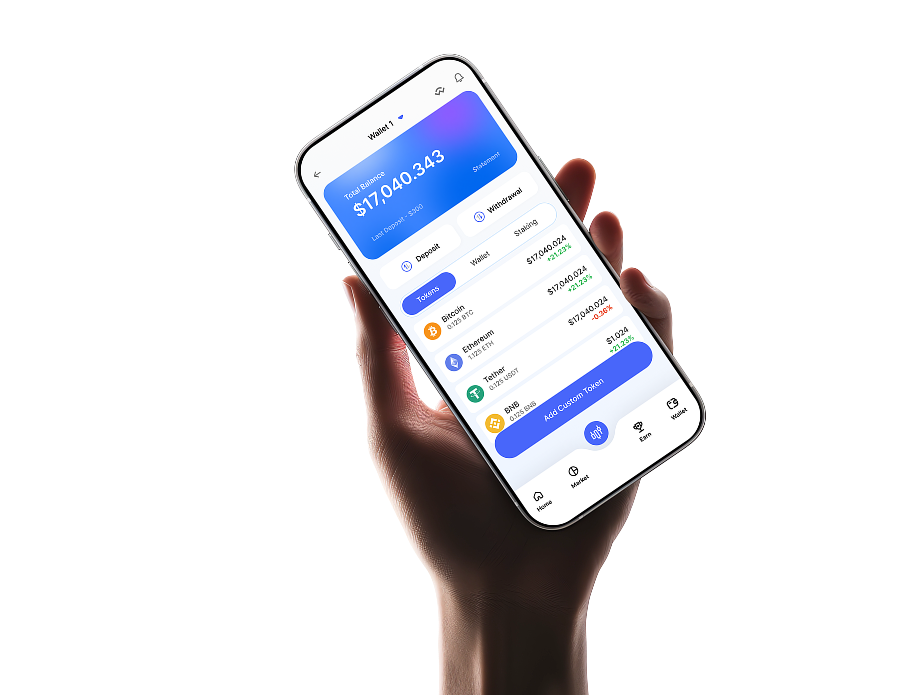 Wallet 1
Total Balance
$17,040.343
Last Deposit - $300
Statement
Deposit
Withdrawal
Tokens
Wallet
Staking
Bitcoin
0.125 BTC
$17,040.024
+21.23%
Ethereum
1.125 ETH
$17,040.024
+21.23%
Tether
0.125 USDT
$17,040.024
-0.36%
BNB
0.125 BNB
$1,024
+21.23%
Add Custom Token
Home
Market
Earn
Wallet